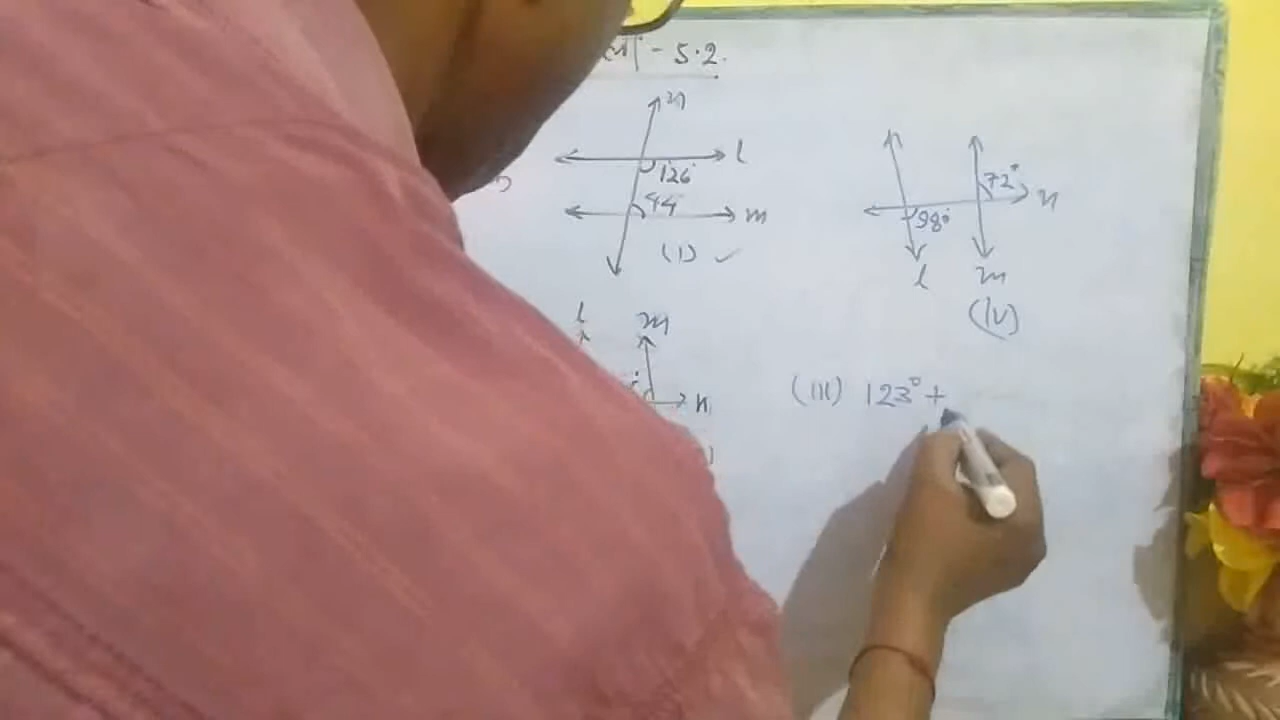 - 5.2.
n
l
126°
44°
m
(I) ✓
72°
n
98°
l
m
(IV)
l
m
n
(III) 123° +